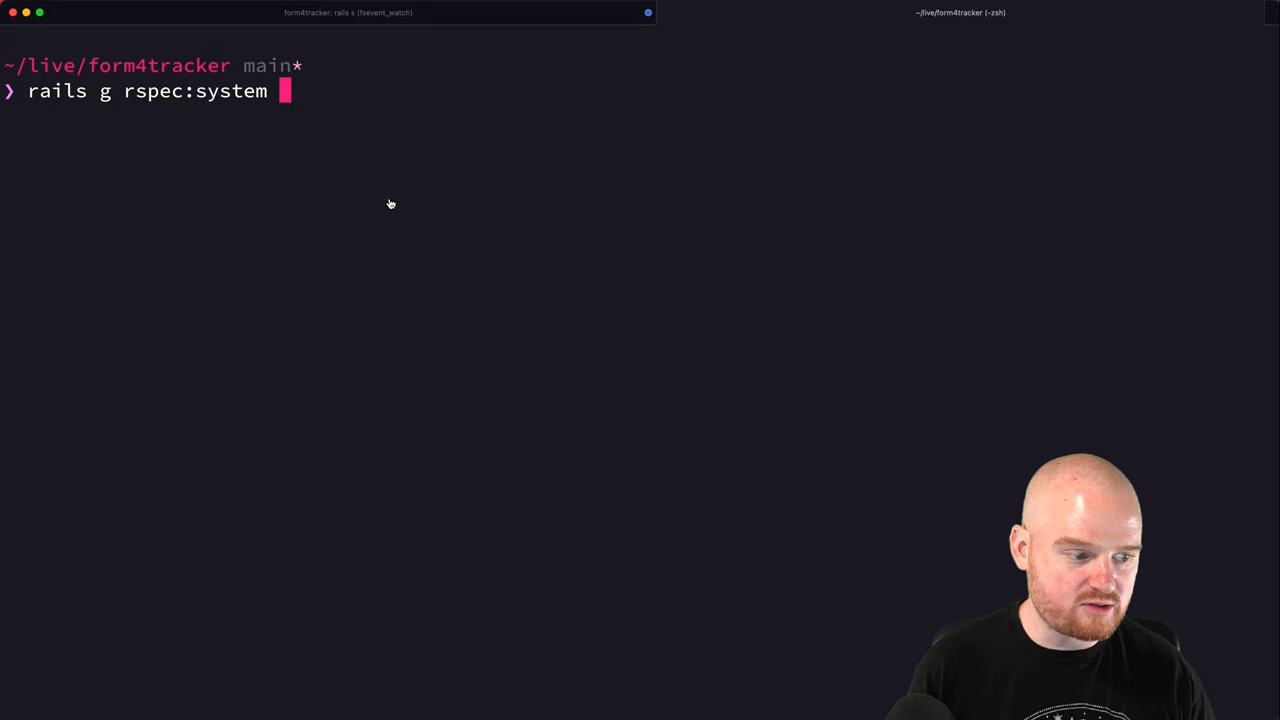 form4tracker: rails s (fsevent_watch)
~/live/form4tracker (-zsh)
~/live/form4tracker main*
❯ rails g rspec:system